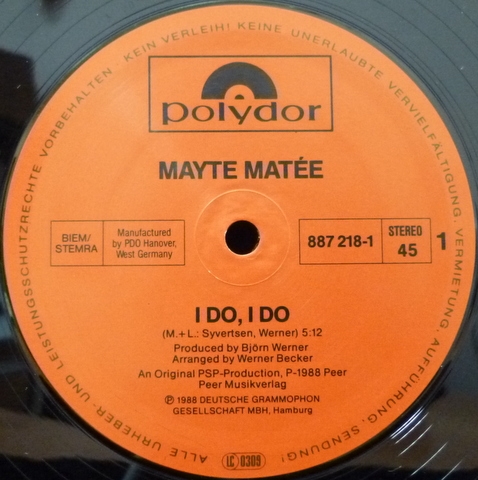 ALLE URHEBER- UND LEISTUNGSSCHUTZRECHTE VORBEHALTEN. KEIN VERLEIH! KEINE UNERLAUBTE VERVIELFÄLTIGUNG, VERMIETUNG, AUFFÜHRUNG, SENDUNG!
polydor
MAYTE MATÉE
BIEM/
STEMRA
Manufactured
by PDO Hanover,
West Germany
887 218-1
STEREO
45
1
I DO, I DO
(M.+L.: Syvertsen, Werner) 5:12
Produced by Björn Werner
Arranged by Werner Becker
An Original PSP-Production, P-1988 Peer
Peer Musikverlag
℗ 1988 DEUTSCHE GRAMMOPHON
GESELLSCHAFT MBH, Hamburg
LC 0309